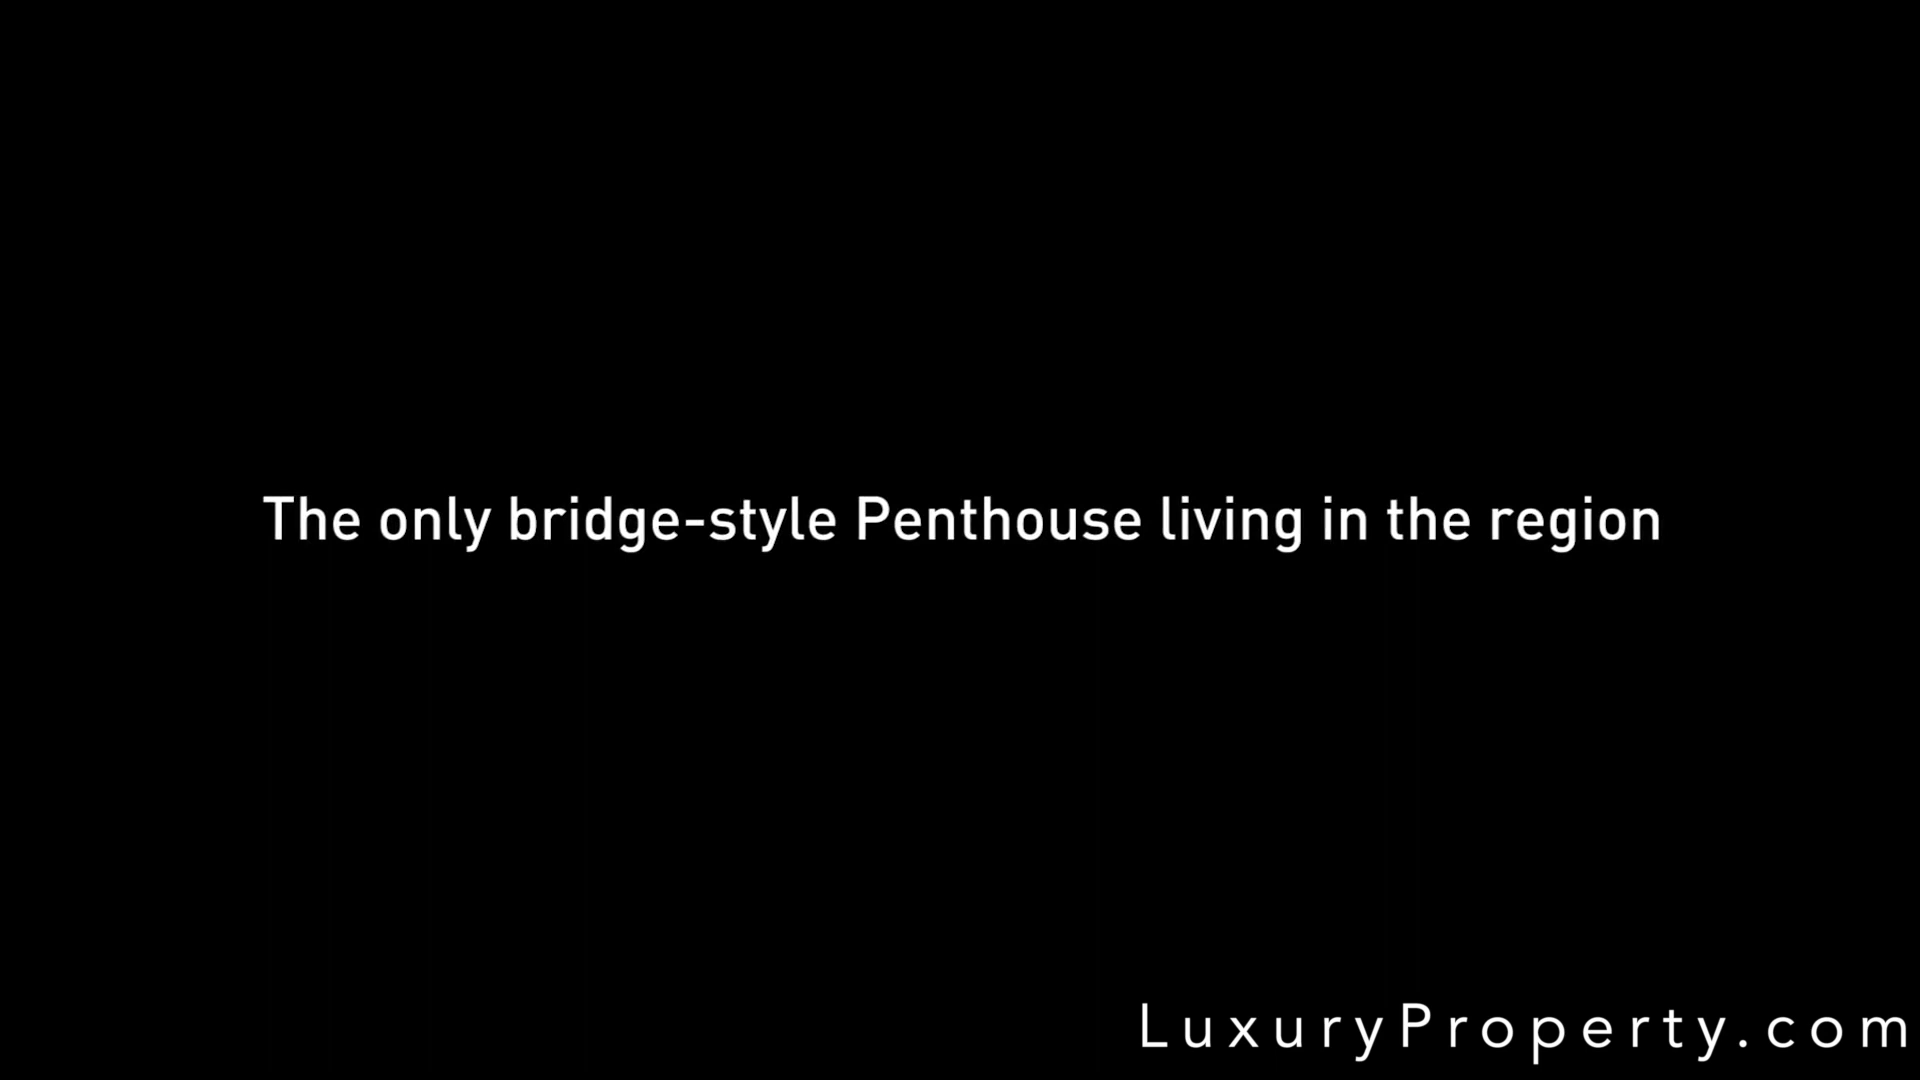 The only bridge-style Penthouse living in the region
LuxuryProperty.com